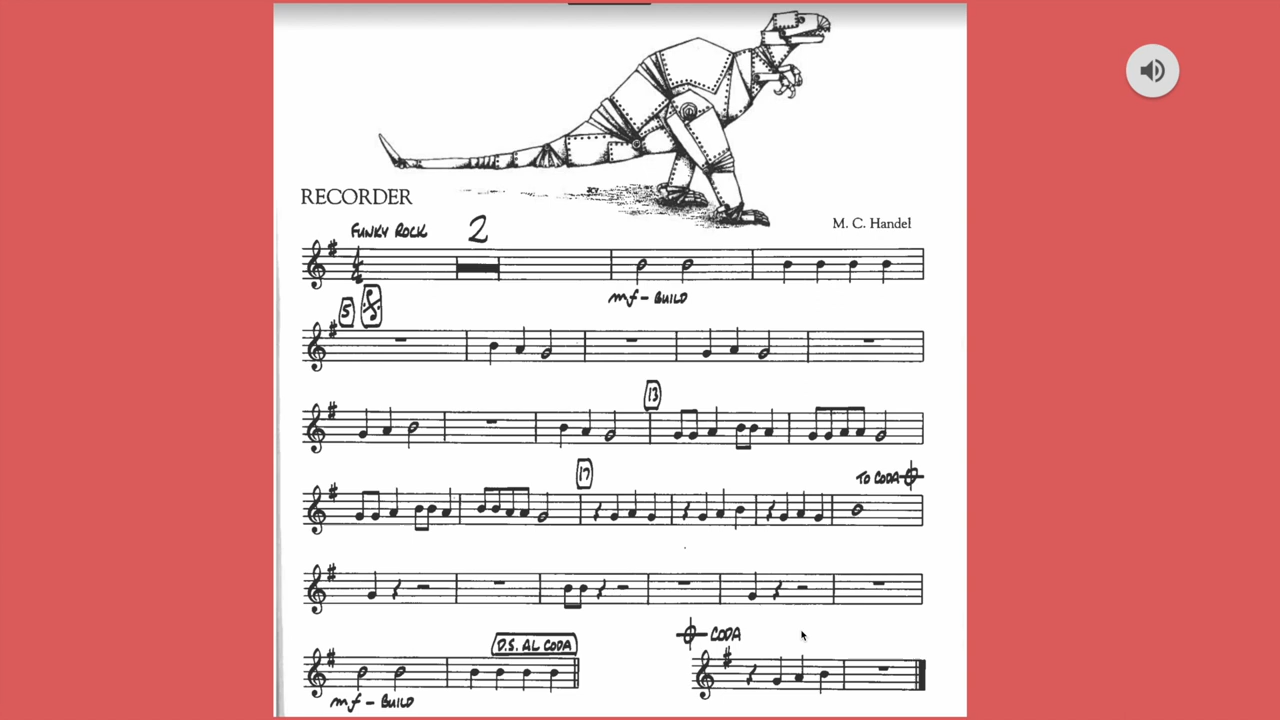 RECORDER
M. C. Handel
FUNKY ROCK
2
mf - BUILD
5
13
17
TO CODA
D.S. AL CODA
CODA
mf - BUILD